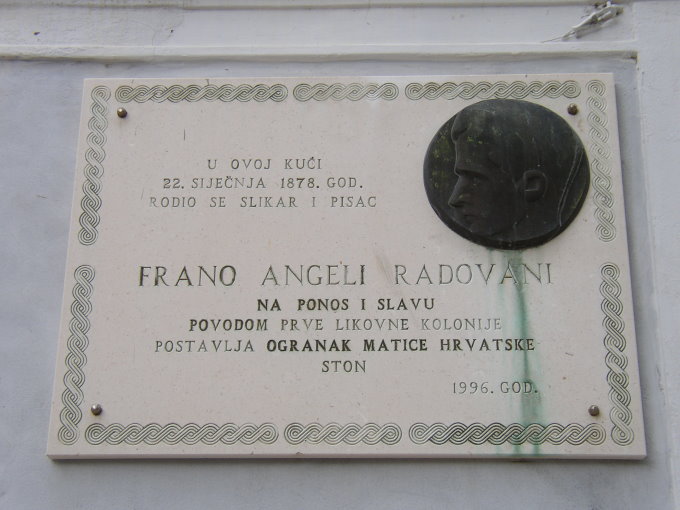 U OVOJ KUĆI
22. SIJEČNJA 1878. GOD.
RODIO SE SLIKAR I PISAC
FRANO ANGELI RADOVANI
NA PONOS I SLAVU
POVODOM PRVE LIKOVNE KOLONIJE
POSTAVLJA OGRANAK MATICE HRVATSKE
STON
1996. GOD.